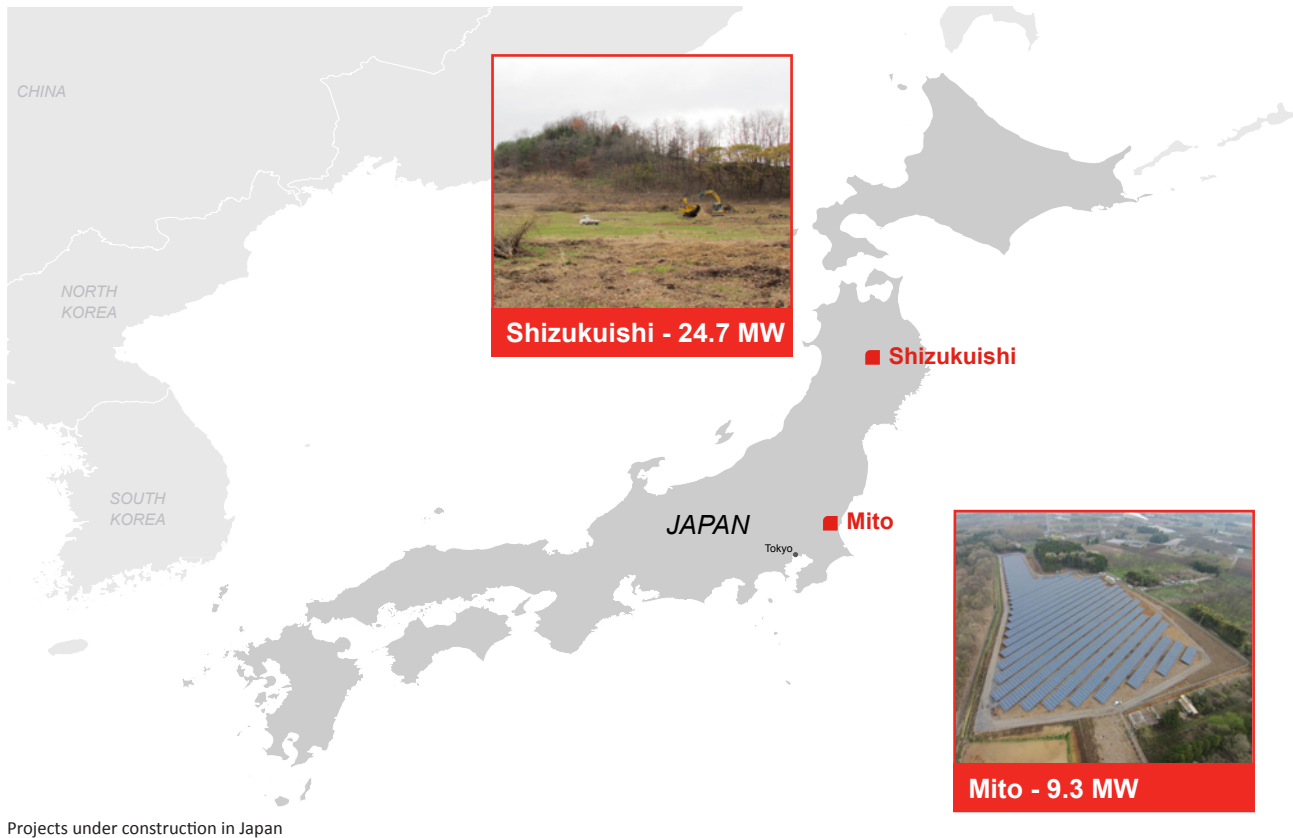 CHINA
NORTH
KOREA
SOUTH
KOREA
Shizukuishi - 24.7 MW
Shizukuishi
JAPAN
Mito
Tokyo
Mito - 9.3 MW
Projects under construction in Japan